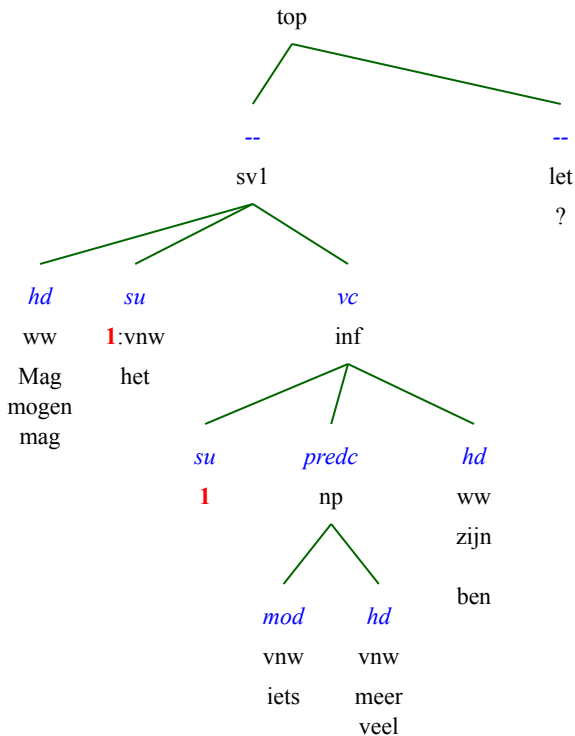 top
-- --
sv1 let
?
hd su vc
ww 1:vnw inf
Mag het
mogen
mag
su predc hd
1 np ww
zijn
ben
mod hd
vnw vnw
iets meer
veel